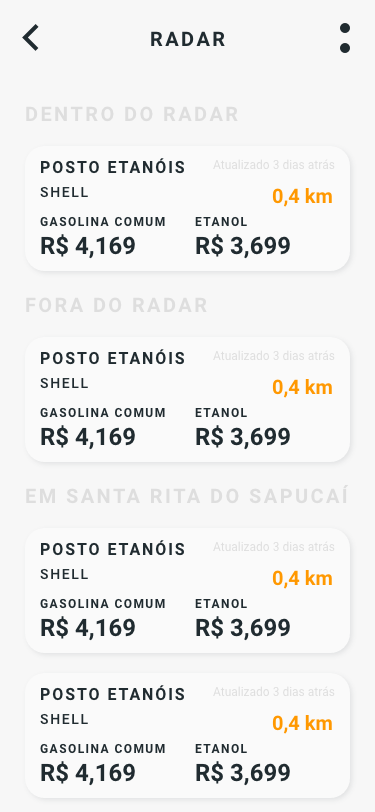 RADAR
DENTRO DO RADAR
POSTO ETANÓIS
Atualizado 3 dias atrás
SHELL
0,4 km
GASOLINA COMUM ETANOL
R$ 4,169 R$ 3,699
FORA DO RADAR
POSTO ETANÓIS
Atualizado 3 dias atrás
SHELL
0,4 km
GASOLINA COMUM ETANOL
R$ 4,169 R$ 3,699
EM SANTA RITA DO SAPUCAÍ
POSTO ETANÓIS
Atualizado 3 dias atrás
SHELL
0,4 km
GASOLINA COMUM ETANOL
R$ 4,169 R$ 3,699
POSTO ETANÓIS
Atualizado 3 dias atrás
SHELL
0,4 km
GASOLINA COMUM ETANOL
R$ 4,169 R$ 3,699